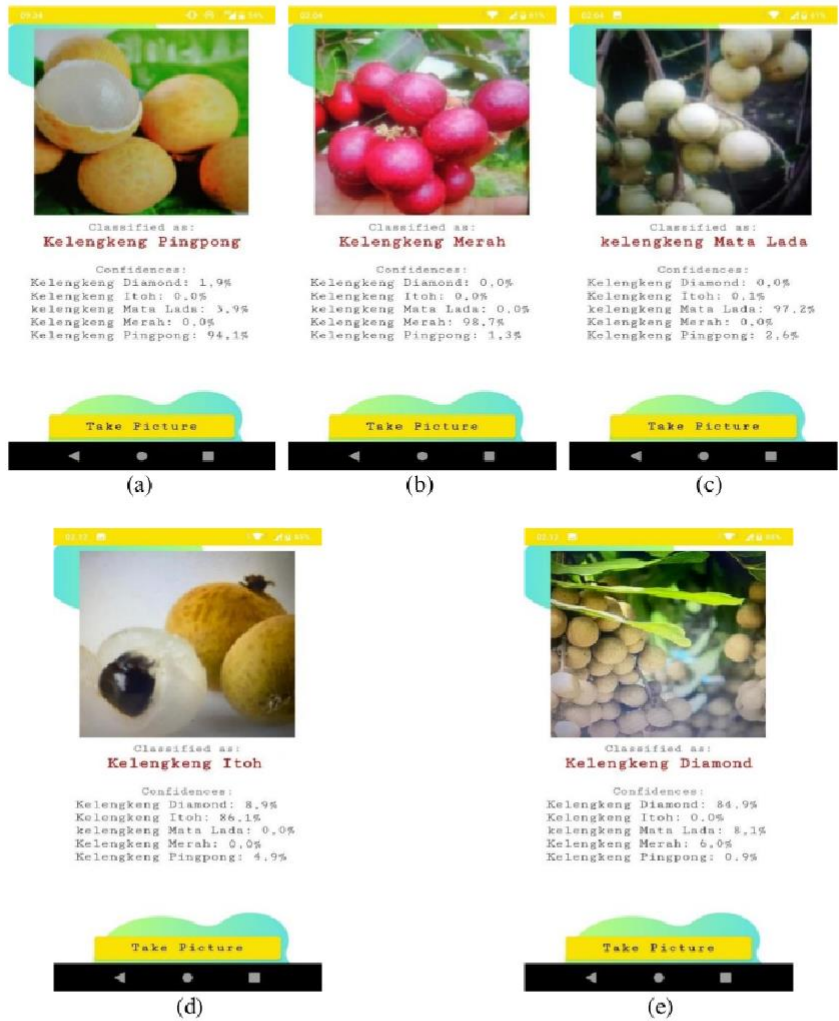 09.34
Classified as:
Kelengkeng Pingpong
Confidences:
Kelengkeng Diamond: 1,9%
Kelengkeng Itoh: 0,0%
kelengkeng Mata Lada: 3,9%
Kelengkeng Merah: 0,0%
Kelengkeng Pingpong: 94,1%
Take Picture
(a)
02.04
Classified as:
Kelengkeng Merah
Confidences:
Kelengkeng Diamond: 0,0%
Kelengkeng Itoh: 0,0%
kelengkeng Mata Lada: 0,0%
Kelengkeng Merah: 98,7%
Kelengkeng Pingpong: 1,3%
Take Picture
(b)
02.04
Classified as:
kelengkeng Mata Lada
Confidences:
Kelengkeng Diamond: 0,0%
Kelengkeng Itoh: 0,1%
kelengkeng Mata Lada: 97,2%
Kelengkeng Merah: 0,0%
Kelengkeng Pingpong: 2,6%
Take Picture
(c)
Classified as:
Kelengkeng Itoh
Confidences:
Kelengkeng Diamond: 8,9%
Kelengkeng Itoh: 86,1%
kelengkeng Mata Lada: 0,0%
Kelengkeng Merah: 0,0%
Kelengkeng Pingpong: 4,9%
Take Picture
(d)
Classified as:
Kelengkeng Diamond
Confidences:
Kelengkeng Diamond: 84,9%
Kelengkeng Itoh: 0,0%
kelengkeng Mata Lada: 8,1%
Kelengkeng Merah: 6,0%
Kelengkeng Pingpong: 0,9%
Take Picture
(e)